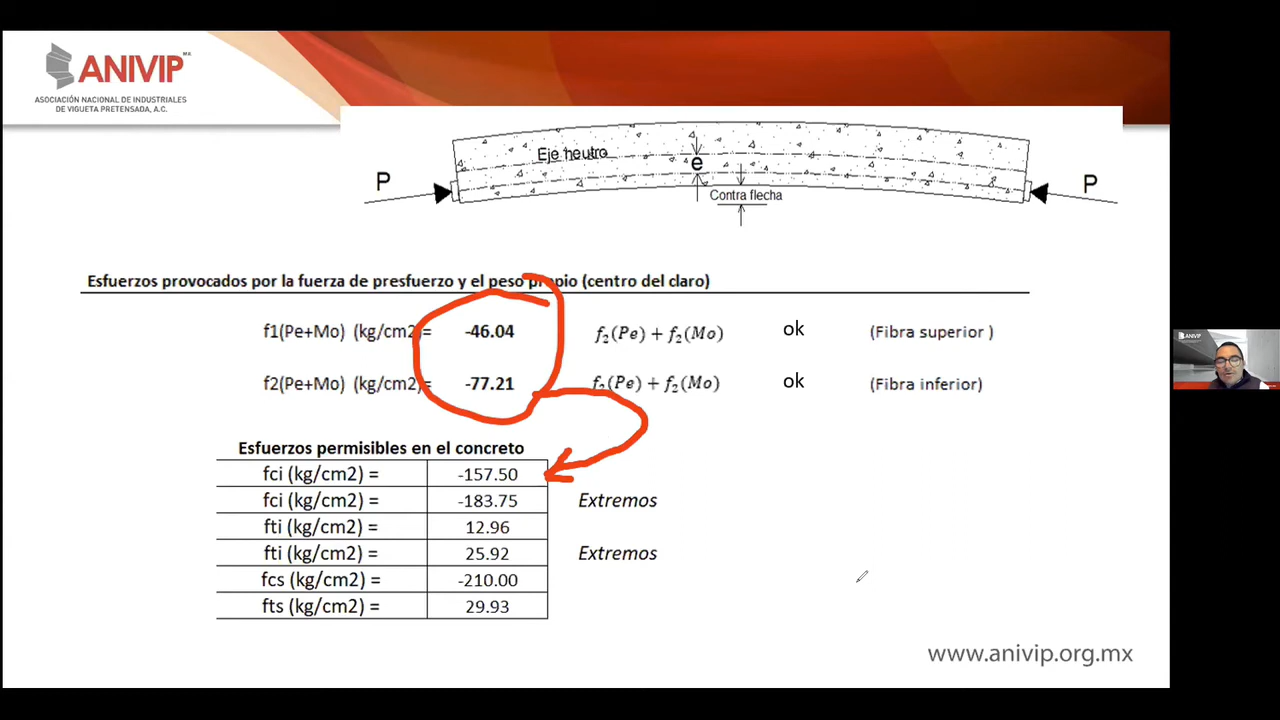 ANIVIP MR
ASOCIACIÓN NACIONAL DE INDUSTRIALES
DE VIGUETA PRETENSADA, A.C.
Eje neutro
e
P
P
Contra flecha
Esfuerzos provocados por la fuerza de presfuerzo y el peso propio (centro del claro)
f1(Pe+Mo) (kg/cm2)= -46.04 f₂(Pe) + f₂(Mo) ok (Fibra superior )
f2(Pe+Mo) (kg/cm2)= -77.21 f₂(Pe) + f₂(Mo) ok (Fibra inferior)
Esfuerzos permisibles en el concreto
fci (kg/cm2) = -157.50
fci (kg/cm2) = -183.75 Extremos
fti (kg/cm2) = 12.96
fti (kg/cm2) = 25.92 Extremos
fcs (kg/cm2) = -210.00
fts (kg/cm2) = 29.93
www.anivip.org.mx